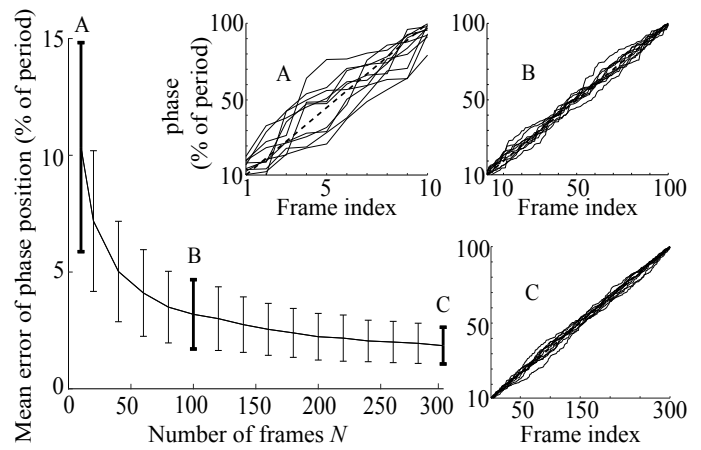 A
15
10
5
0
Mean error of phase position (% of period)
B
C
0
50
100
150
200
250
300
Number of frames N
100
50
10
phase
(% of period)
A
1
5
10
Frame index
100
50
10
B
10
50
100
Frame index
100
50
10
C
50
150
300
Frame index